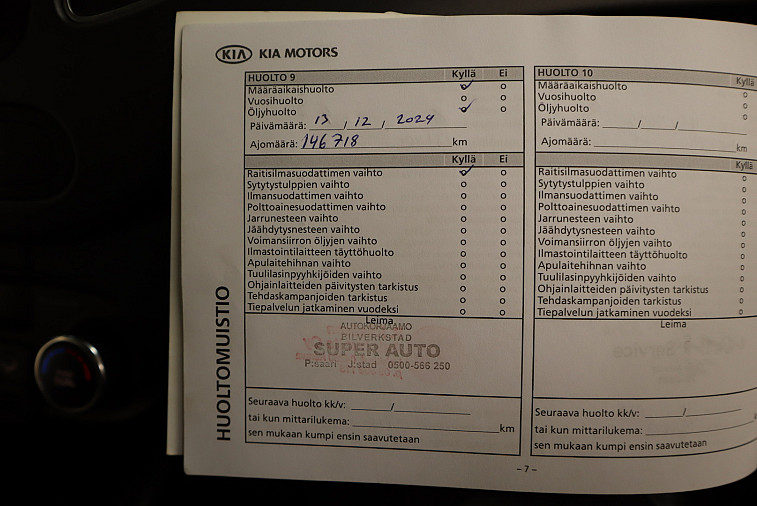 KIA KIA MOTORS
HUOLTO 9 Kyllä Ei
Määräaikaishuolto
Vuosihuolto
Öljyhuolto
Päivämäärä: 13 / 12 / 2024
Ajomäärä: 146 718 km
Kyllä Ei
Raitisilmasuodattimen vaihto
Sytytystulppien vaihto
Ilmansuodattimen vaihto
Polttoainesuodattimen vaihto
Jarrunesteen vaihto
Jäähdytysnesteen vaihto
Voimansiirron öljyjen vaihto
Ilmastointilaitteen täyttöhuolto
Apulaitehihnan vaihto
Tuulilasinpyyhkijöiden vaihto
Ohjainlaitteiden päivitysten tarkistus
Tehdaskampanjoiden tarkistus
Tiepalvelun jatkaminen vuodeksi
Leima
AUTOKORJAAMO
BILVERKSTAD
SUPER AUTO
P:saari J:stad 0500-566 250
Seuraava huolto kk/v: /
tai kun mittarilukema: km
sen mukaan kumpi ensin saavutetaan
HUOLTO 10 Kyllä
Määräaikaishuolto
Vuosihuolto
Öljyhuolto
Päivämäärä: / /
Ajomäärä: km
Kyllä
Raitisilmasuodattimen vaihto
Sytytystulppien vaihto
Ilmansuodattimen vaihto
Polttoainesuodattimen vaihto
Jarrunesteen vaihto
Jäähdytysnesteen vaihto
Voimansiirron öljyjen vaihto
Ilmastointilaitteen täyttöhuolto
Apulaitehihnan vaihto
Tuulilasinpyyhkijöiden vaihto
Ohjainlaitteiden päivitysten tarkistus
Tehdaskampanjoiden tarkistus
Tiepalvelun jatkaminen vuodeksi
Leima
Seuraava huolto kk/v: /
tai kun mittarilukema:
sen mukaan kumpi ensin saavutetaan
HUOLTOMUISTIO
– 7 –